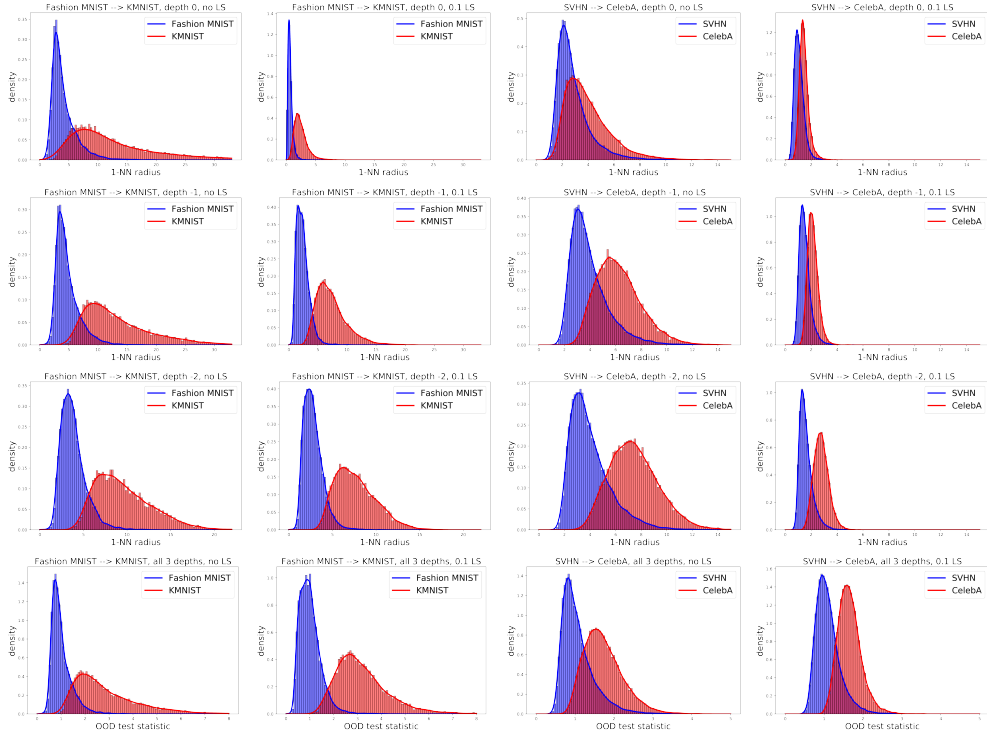 Fashion MNIST --> KMNIST, depth 0, no LS
Fashion MNIST
KMNIST
density
1-NN radius
Fashion MNIST --> KMNIST, depth 0, 0.1 LS
Fashion MNIST
KMNIST
density
1-NN radius
SVHN --> CelebA, depth 0, no LS
SVHN
CelebA
density
1-NN radius
SVHN --> CelebA, depth 0, 0.1 LS
SVHN
CelebA
density
1-NN radius
Fashion MNIST --> KMNIST, depth -1, no LS
Fashion MNIST
KMNIST
density
1-NN radius
Fashion MNIST --> KMNIST, depth -1, 0.1 LS
Fashion MNIST
KMNIST
density
1-NN radius
SVHN --> CelebA, depth -1, no LS
SVHN
CelebA
density
1-NN radius
SVHN --> CelebA, depth -1, 0.1 LS
SVHN
CelebA
density
1-NN radius
Fashion MNIST --> KMNIST, depth -2, no LS
Fashion MNIST
KMNIST
density
1-NN radius
Fashion MNIST --> KMNIST, depth -2, 0.1 LS
Fashion MNIST
KMNIST
density
1-NN radius
SVHN --> CelebA, depth -2, no LS
SVHN
CelebA
density
1-NN radius
SVHN --> CelebA, depth -2, 0.1 LS
SVHN
CelebA
density
1-NN radius
Fashion MNIST --> KMNIST, all 3 depths, no LS
Fashion MNIST
KMNIST
density
OOD test statistic
Fashion MNIST --> KMNIST, all 3 depths, 0.1 LS
Fashion MNIST
KMNIST
density
OOD test statistic
SVHN --> CelebA, all 3 depths, no LS
SVHN
CelebA
density
OOD test statistic
SVHN --> CelebA, all 3 depths, 0.1 LS
SVHN
CelebA
density
OOD test statistic